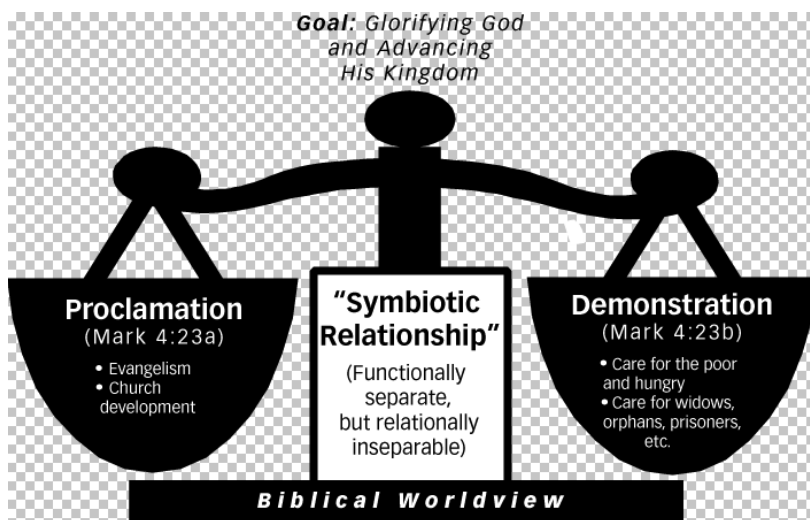 Goal: Glorifying God
and Advancing
His Kingdom
Proclamation
(Mark 4:23a)
• Evangelism
• Church
development
“Symbiotic
Relationship”
(Functionally
separate,
but relationally
inseparable)
Demonstration
(Mark 4:23b)
• Care for the poor
and hungry
• Care for widows,
orphans, prisoners,
etc.
Biblical Worldview